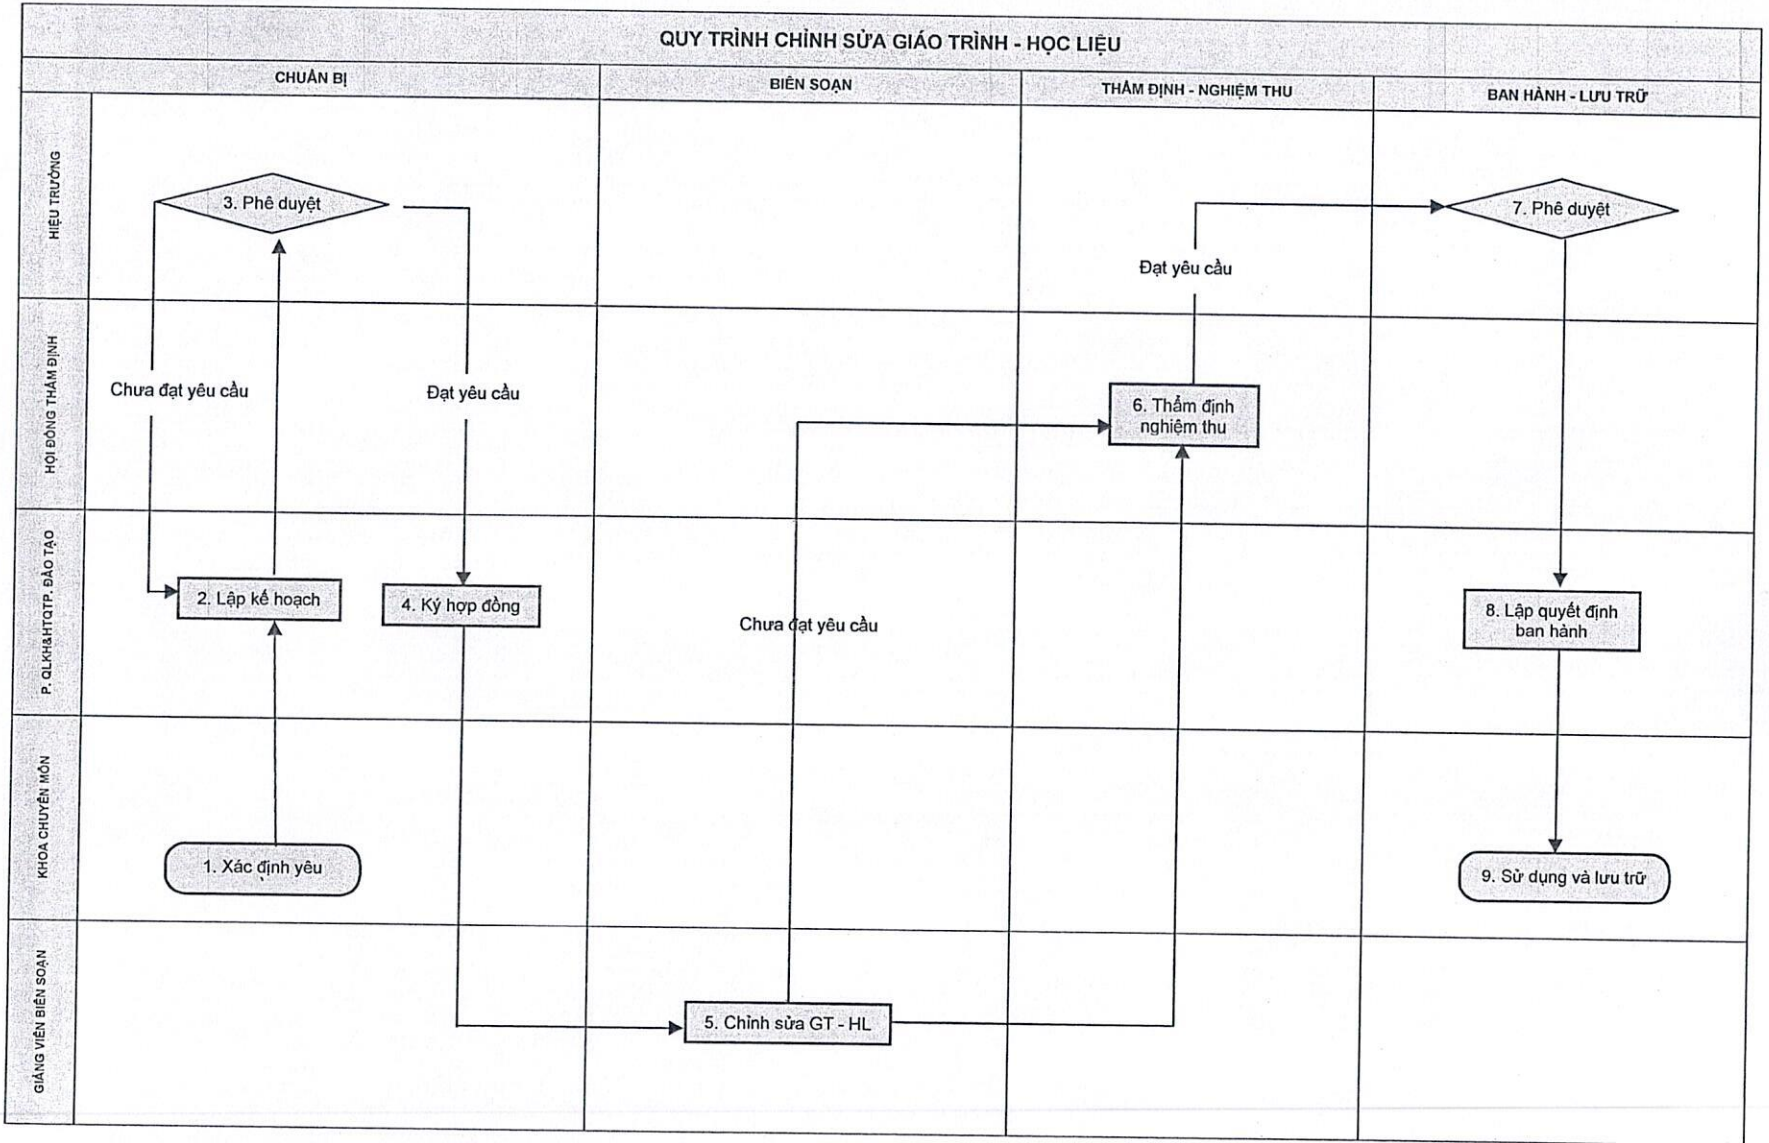 QUY TRÌNH CHỈNH SỬA GIÁO TRÌNH - HỌC LIỆU
CHUẨN BỊ
BIÊN SOẠN
THẨM ĐỊNH - NGHIỆM THU
BAN HÀNH - LƯU TRỮ
HIỆU TRƯỞNG
3. Phê duyệt
7. Phê duyệt
Đạt yêu cầu
HỘI ĐỒNG THẨM ĐỊNH
Chưa đạt yêu cầu
Đạt yêu cầu
6. Thẩm định
nghiệm thu
P. QLKH&HTQTP. ĐÀO TẠO
2. Lập kế hoạch
4. Ký hợp đồng
Chưa đạt yêu cầu
8. Lập quyết định
ban hành
KHOA CHUYÊN MÔN
1. Xác định yêu
9. Sử dụng và lưu trữ
GIẢNG VIÊN BIÊN SOẠN
5. Chỉnh sửa GT - HL